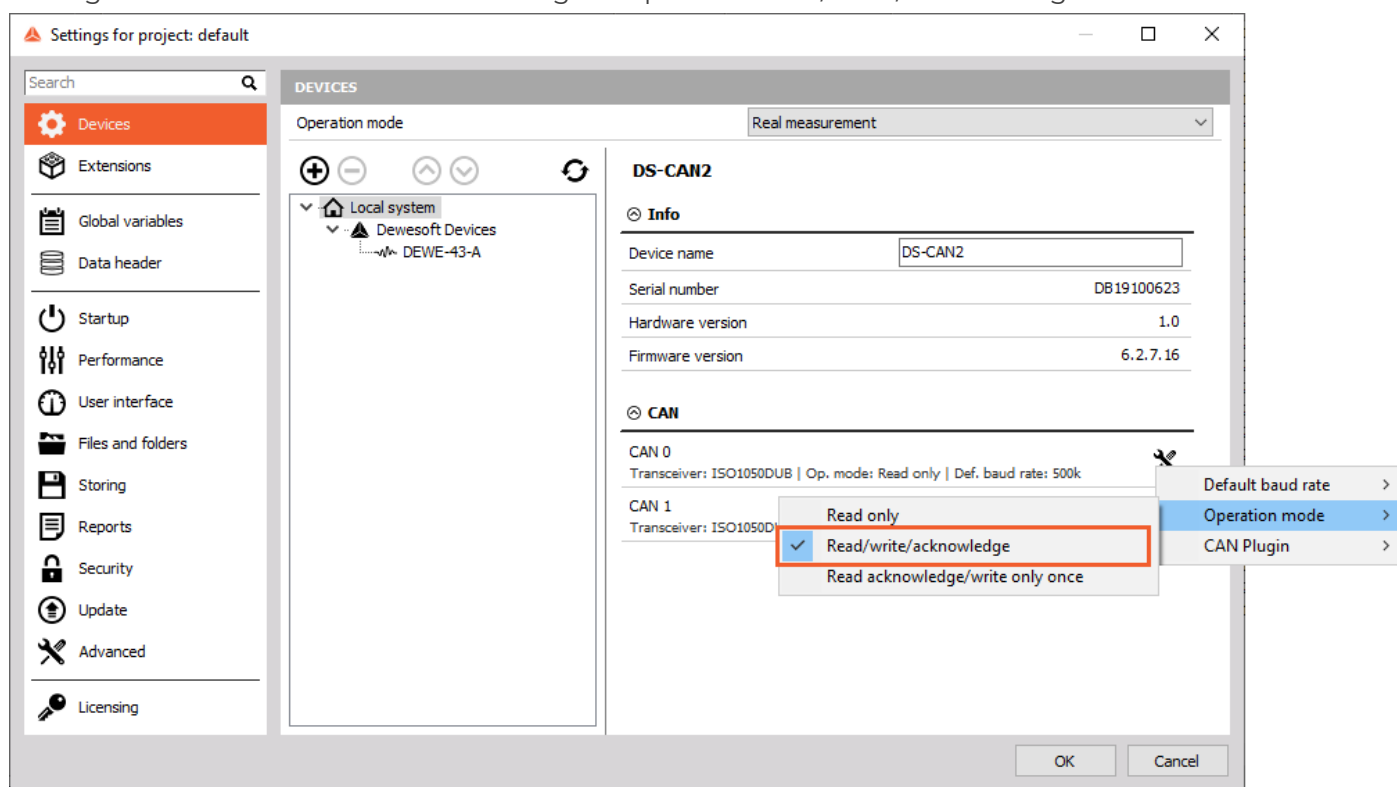 Settings for project: default
Search
DEVICES
Devices
Operation mode
Real measurement
Extensions
DS-CAN2
Local system
Info
Global variables
Dewesoft Devices
DEWE-43-A
Device name
DS-CAN2
Data header
Serial number
DB19100623
Startup
Hardware version
1.0
Performance
Firmware version
6.2.7.16
User interface
CAN
Files and folders
CAN 0
Transceiver: ISO1050DUB | Op. mode: Read only | Def. baud rate: 500k
Storing
Default baud rate
CAN 1
Read only
Operation mode
Reports
Transceiver:
Read/write/acknowledge
CAN Plugin
Security
Read acknowledge/write only once
Update
Advanced
Licensing
OK
Cancel